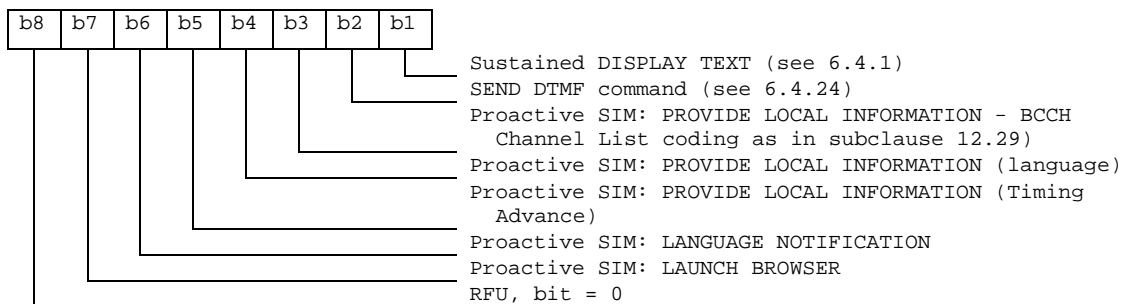 b8 b7 b6 b5 b4 b3 b2 b1
Sustained DISPLAY TEXT (see 6.4.1)
SEND DTMF command (see 6.4.24)
Proactive SIM: PROVIDE LOCAL INFORMATION - BCCH
Channel List coding as in subclause 12.29)
Proactive SIM: PROVIDE LOCAL INFORMATION (language)
Proactive SIM: PROVIDE LOCAL INFORMATION (Timing
Advance)
Proactive SIM: LANGUAGE NOTIFICATION
Proactive SIM: LAUNCH BROWSER
RFU, bit = 0